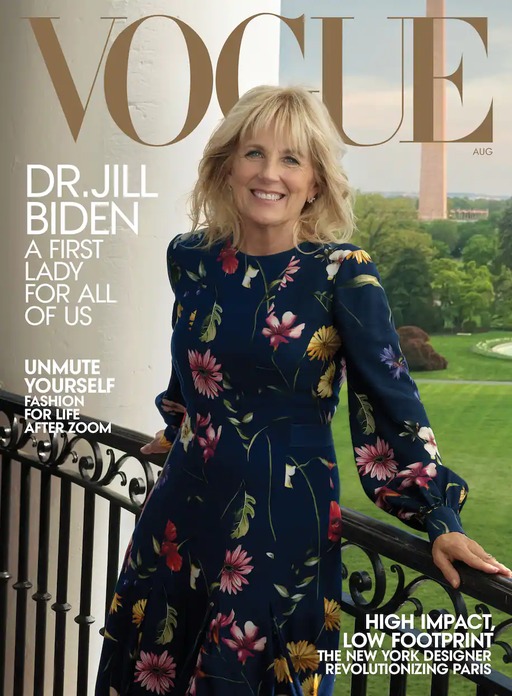 VOGUE
AUG
DR. JILL
BIDEN
A FIRST
LADY
FOR ALL
OF US
UNMUTE
YOURSELF
FASHION
FOR LIFE
AFTER ZOOM
HIGH IMPACT,
LOW FOOTPRINT
THE NEW YORK DESIGNER
REVOLUTIONIZING PARIS